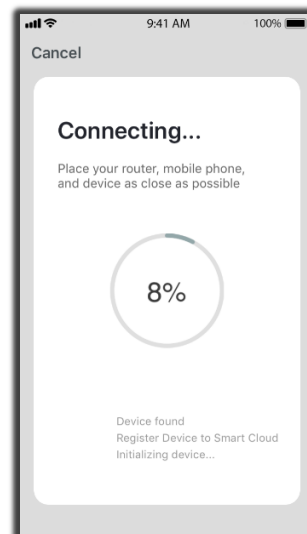 9:41 AM
100%
Cancel
Connecting...
Place your router, mobile phone,
and device as close as possible
8%
Device found
Register Device to Smart Cloud
Initializing device...